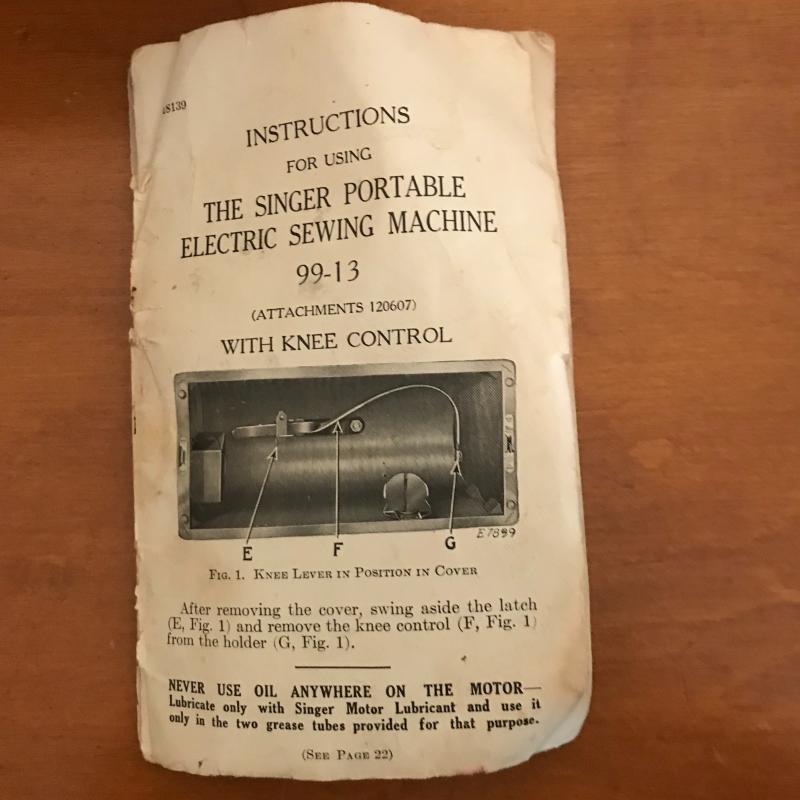 INSTRUCTIONS
FOR USING
THE SINGER PORTABLE
ELECTRIC SEWING MACHINE
99-13
(ATTACHMENTS 120607)
WITH KNEE CONTROL
E7899
E F G
FIG. 1. KNEE LEVER IN POSITION IN COVER
After removing the cover, swing aside the latch
(E, Fig. 1) and remove the knee control (F, Fig. 1)
from the holder (G, Fig. 1).
NEVER USE OIL ANYWHERE ON THE MOTOR—
Lubricate only with Singer Motor Lubricant and use it
only in the two grease tubes provided for that purpose.
(SEE PAGE 22)